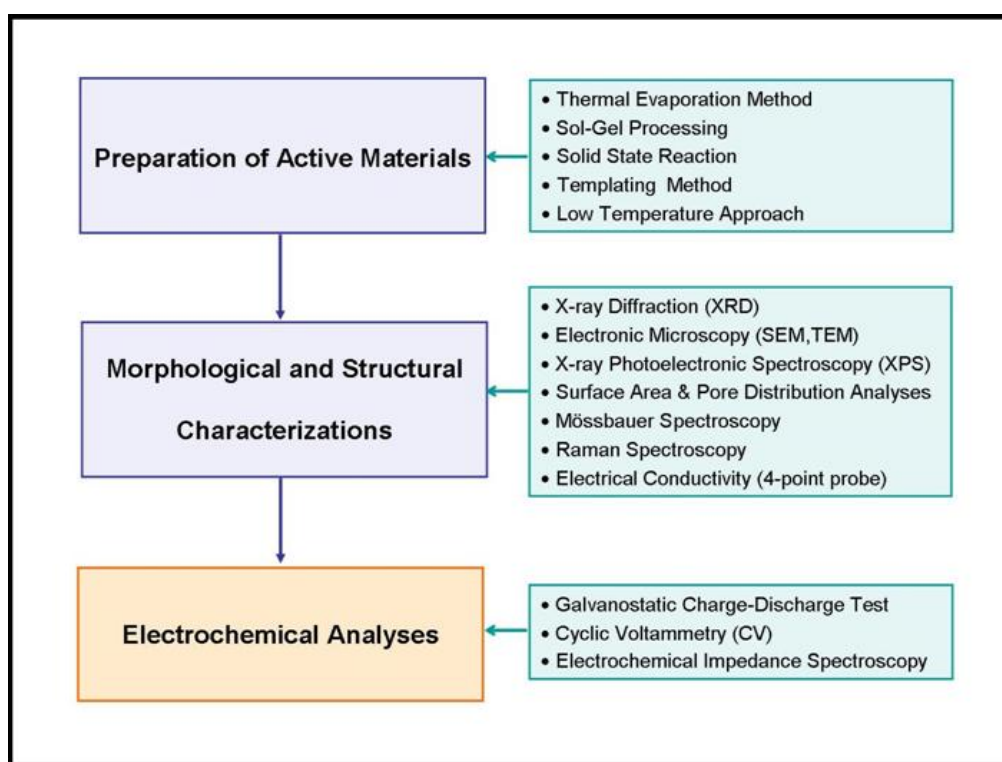 Preparation of Active Materials
• Thermal Evaporation Method
• Sol-Gel Processing
• Solid State Reaction
• Templating Method
• Low Temperature Approach
Morphological and Structural
Characterizations
• X-ray Diffraction (XRD)
• Electronic Microscopy (SEM,TEM)
• X-ray Photoelectronic Spectroscopy (XPS)
• Surface Area & Pore Distribution Analyses
• Mössbauer Spectroscopy
• Raman Spectroscopy
• Electrical Conductivity (4-point probe)
Electrochemical Analyses
• Galvanostatic Charge-Discharge Test
• Cyclic Voltammetry (CV)
• Electrochemical Impedance Spectroscopy